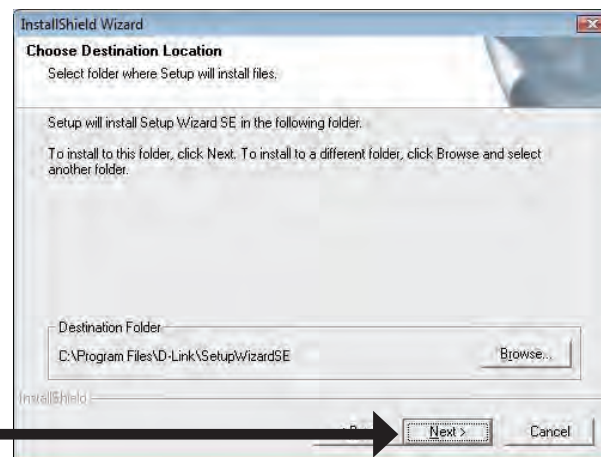 InstallShield Wizard
Choose Destination Location
Select folder where Setup will install files.
Setup will install Setup Wizard SE in the following folder.
To install to this folder, click Next. To install to a different folder, click Browse and select
another folder.
Destination Folder
C:\Program Files\D-Link\SetupWizardSE
Browse...
InstallShield
Next >
Cancel